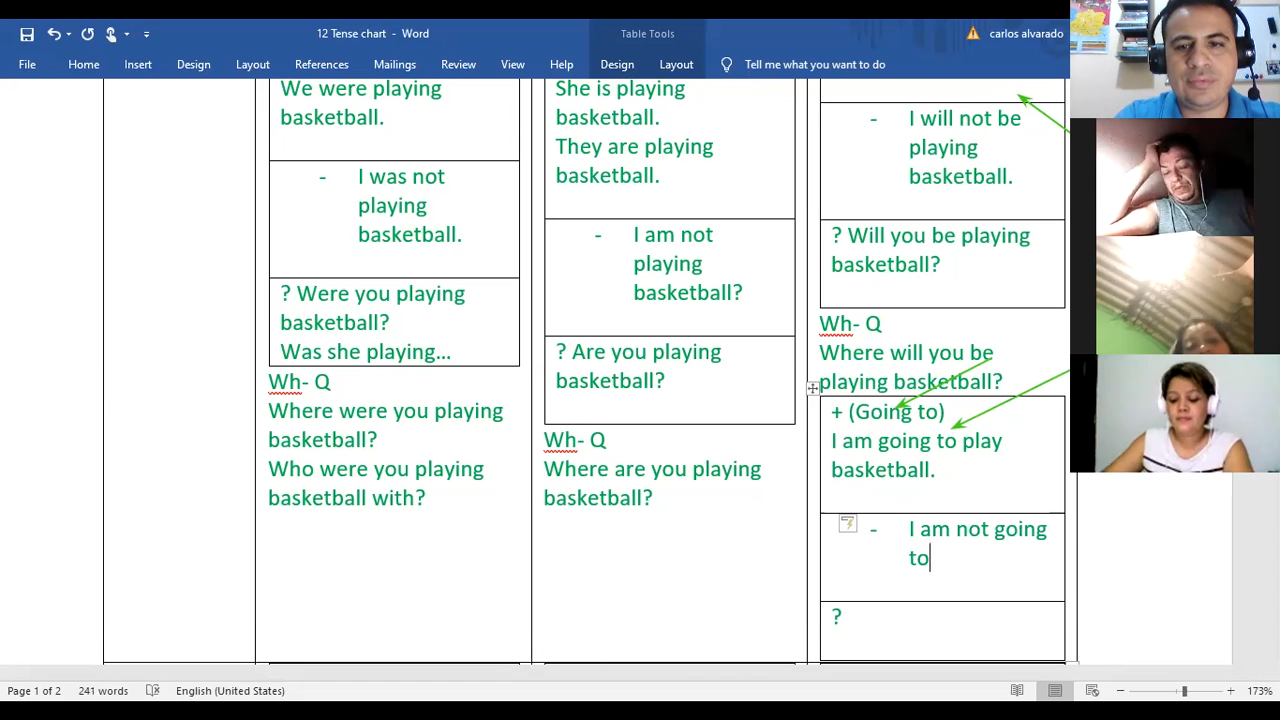 12 Tense chart - Word
Table Tools
carlos alvarado
File Home Insert Design Layout References Mailings Review View Help Design Layout Tell me what you want to do
We were playing
basketball.
- I was not
playing
basketball.
? Were you playing
basketball?
Was she playing...
Wh- Q
Where were you playing
basketball?
Who were you playing
basketball with?
She is playing
basketball.
They are playing
basketball.
- I am not
playing
basketball?
? Are you playing
basketball?
Wh- Q
Where are you playing
basketball?
- I will not be
playing
basketball.
? Will you be playing
basketball?
Wh- Q
Where will you be
playing basketball?
+ (Going to)
I am going to play
basketball.
- I am not going
to
?
Page 1 of 2 241 words English (United States) 173%